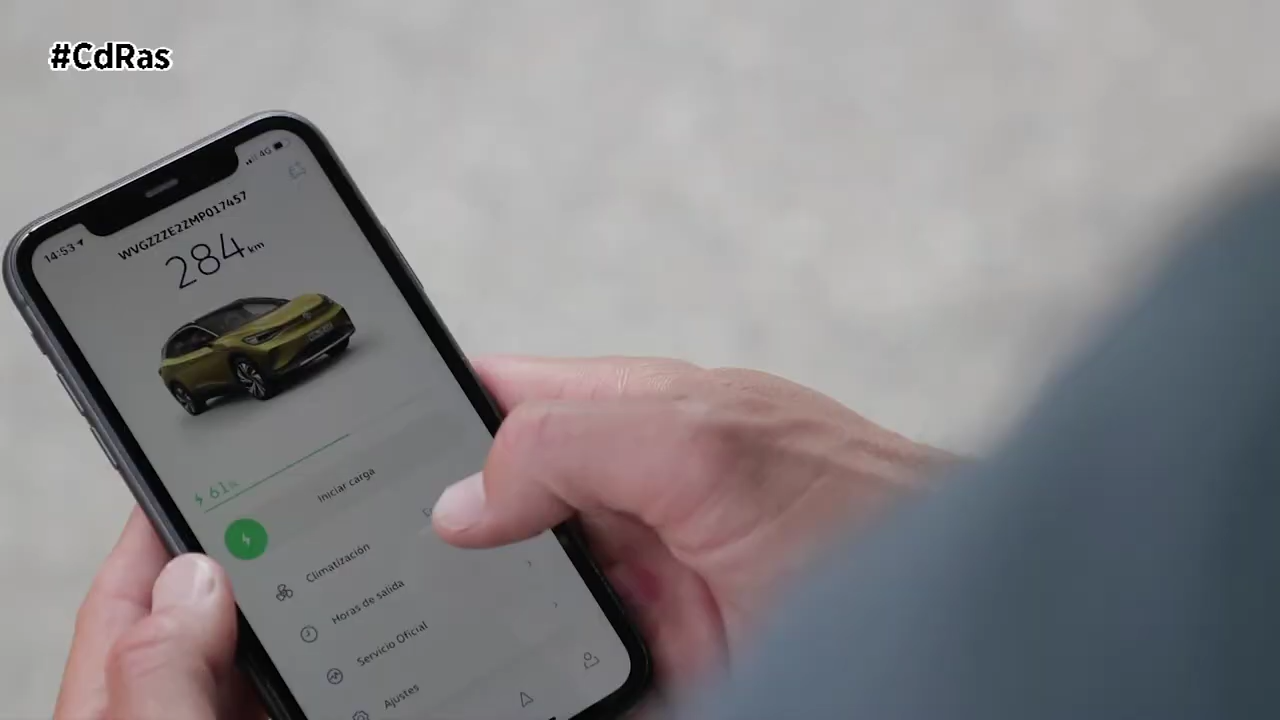 #CdRas
14:53
4G
WVGZZZE2ZMP017457
284 km
61%
Iniciar carga
Climatización
Horas de salida
Servicio Oficial
Ajustes